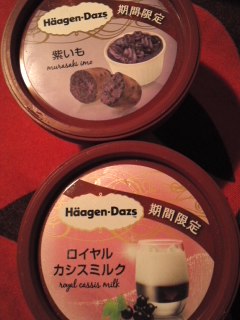 Häagen-Dazs
期間限定
紫いも
murasaki imo
Häagen-Dazs
期間限定
ロイヤル
カシスミルク
royal cassis milk